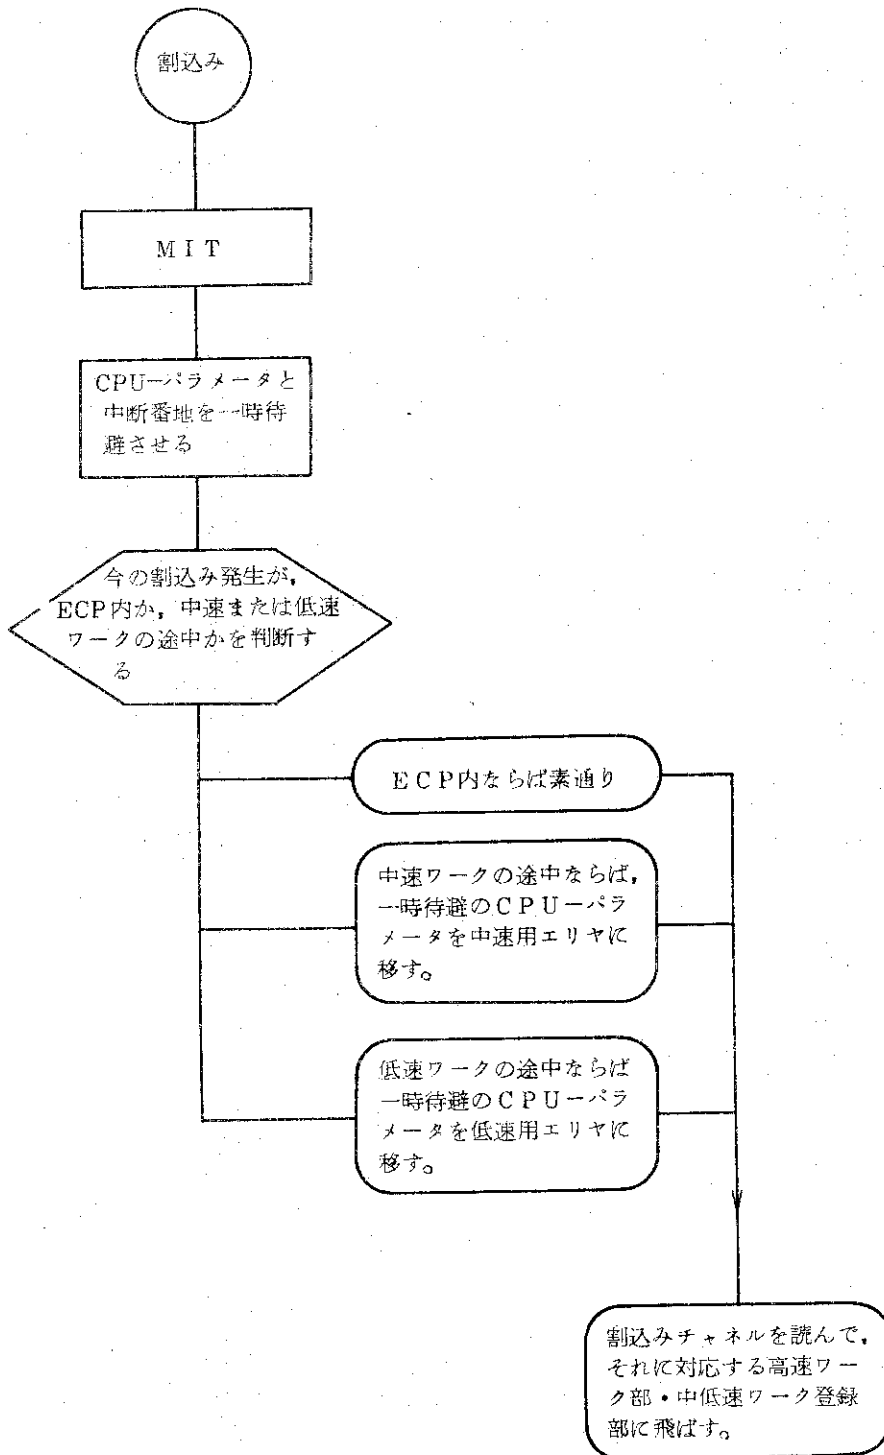 割込み
MIT
CPU－パラメータと
中断番地を一時待
避させる
今の割込み発生が，
ECP内か，中速または低速
ワークの途中かを判断す
る
ECP内ならば素通り
中速ワークの途中ならば，
一時待避のCPU－パラ
メータを中速用エリヤに
移す。
低速ワークの途中ならば
一時待避のCPU－パラ
メータを低速用エリヤに
移す。
割込みチャネルを読んで，
それに対応する高速ワー
ク部・中低速ワーク登録
部に飛ばす。